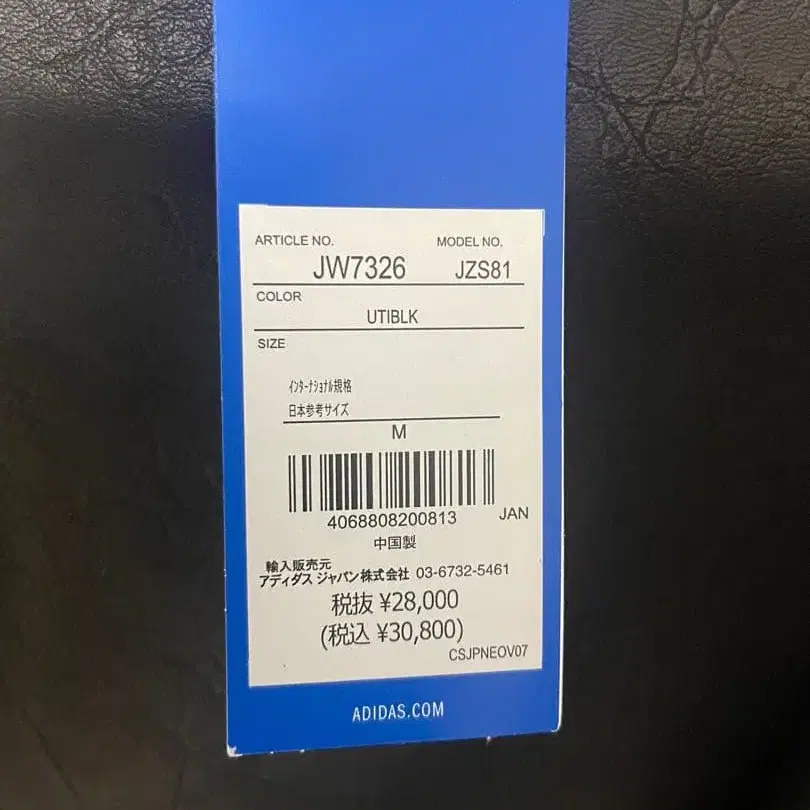 ARTICLE NO. MODEL NO.
JW7326 JZS81
COLOR
UTIBLK
SIZE
インターナショナル規格
日本参考サイズ
M
4068808200813 JAN
中国製
輸入販売元
アディダス ジャパン株式会社 03-6732-5461
税抜 ¥28,000
(税込 ¥30,800)
CSJPNEOV07
ADIDAS.COM